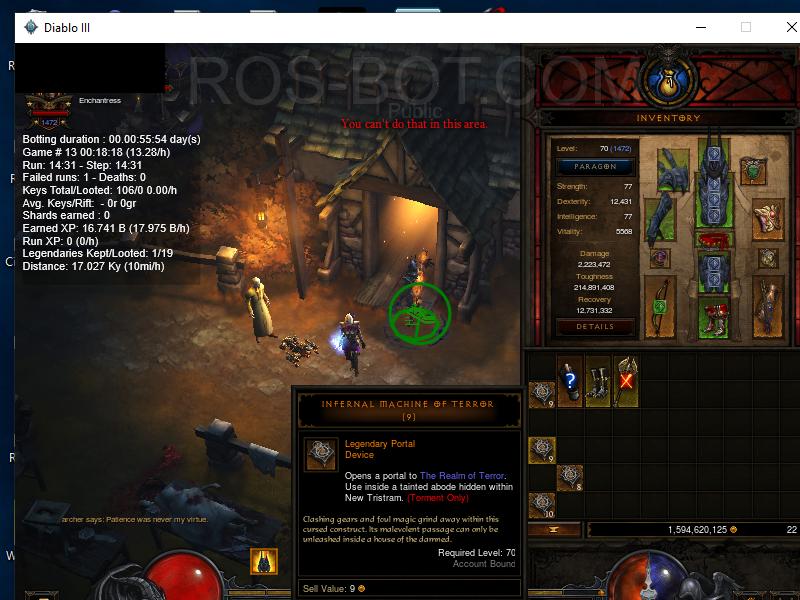 Diablo III
ROS-BOT.COM
Public
You can't do that in this area.
Enchantress
1472
Botting duration : 00.00:55:54 day(s)
Game # 13 00:18:18 (13.28/h)
Run: 14:31 - Step: 14:31
Failed runs: 1 - Deaths: 0
Keys Total/Looted: 106/0 0.00/h
Avg. Keys/Rift: - 0r 0gr
Shards earned : 0
Earned XP: 16.741 B (17.975 B/h)
Run XP: 0 (0/h)
Legendaries Kept/Looted: 1/19
Distance: 17.027 Ky (10mi/h)
INVENTORY
Level: 70 (1472)
PARAGON
Strength: 77
Dexterity: 12,431
Intelligence: 77
Vitality: 5568
Damage
2,223,472
Toughness
214,891,408
Recovery
12,731,332
DETAILS
9
?
X
9
8
10
INFERNAL MACHINE OF TERROR
(9)
Legendary Portal
Device
Opens a portal to The Realm of Terror.
Use inside a tainted abode hidden within
New Tristram. (Torment Only)
Clashing gears and foul magic grind away within this
cursed construct. Its malevolent passage can only be
unleashed inside a house of the damned.
Required Level: 70
Account Bound
Sell Value: 9
archer says: Patience was never my virtue.
1,594,620,125
22